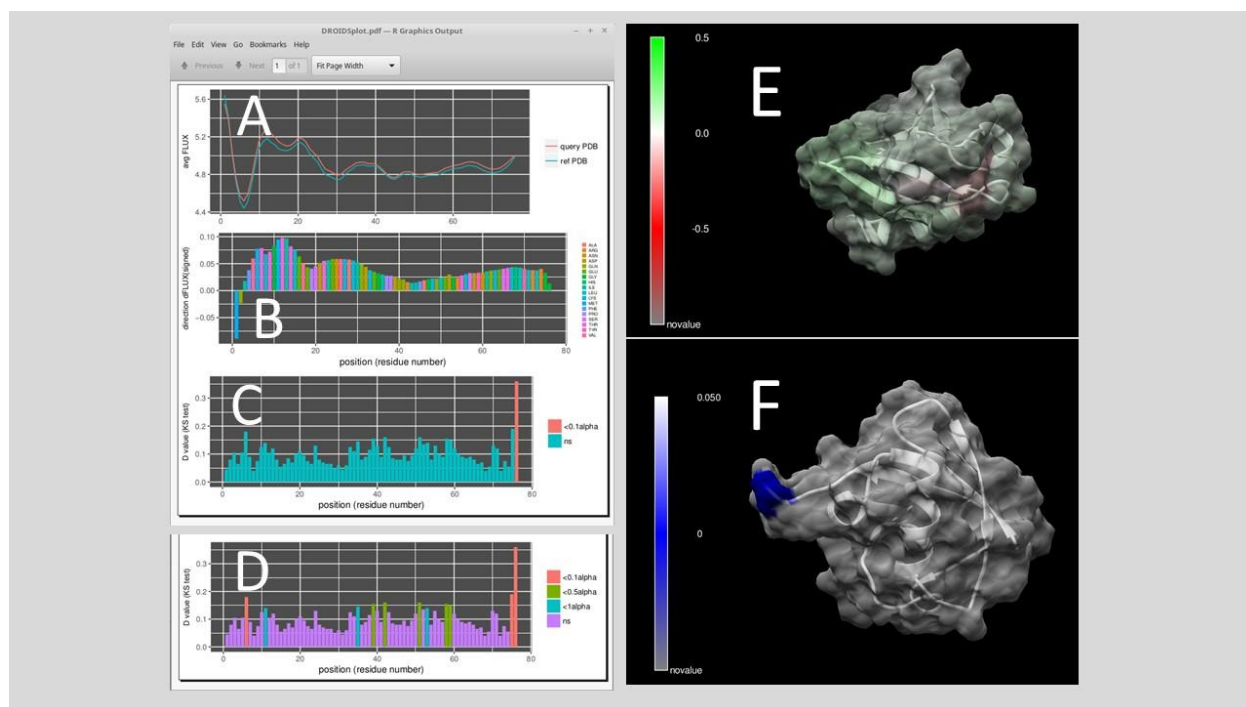 DROIDSplot.pdf — R Graphics Output
File Edit View Go Bookmarks Help
Previous Next 1 of 1 Fit Page Width
A
avg FLUX
5.6
5.2
4.8
4.4
0 20 40 60
query PDB
ref PDB
B
direction dFLUX(signed)
0.10
0.05
0.00
−0.05
0 20 40 60 80
position (residue number)
ALA
ARG
ASN
ASP
GLN
GLU
GLY
HIS
ILE
LEU
LYS
MET
PHE
PRO
SER
THR
TYR
VAL
C
D value (KS test)
0.3
0.2
0.1
0.0
0 20 40 60 80
position (residue number)
<0.1alpha
ns
D
D value (KS test)
0.3
0.2
0.1
0.0
0 20 40 60 80
position (residue number)
<0.1alpha
<0.5alpha
<1alpha
ns
E
0.5
0.0
-0.5
novalue
F
0.050
0
novalue